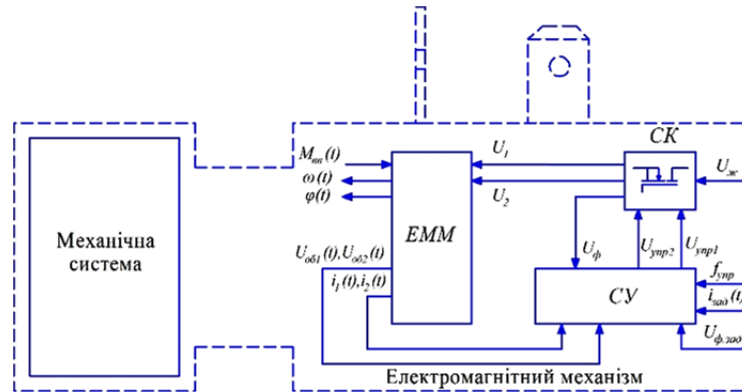 СК
M_пв(t)
ω(t)
φ(t)
U_1
U_2
U_ж
Механічна
система
ЕММ
U_об1(t), U_об2(t)
i_1(t), i_2(t)
U_ф
U_упр2
U_упр1
СУ
f_упр
i_зад(t)
U_ф.зад
Електромагнітний механізм